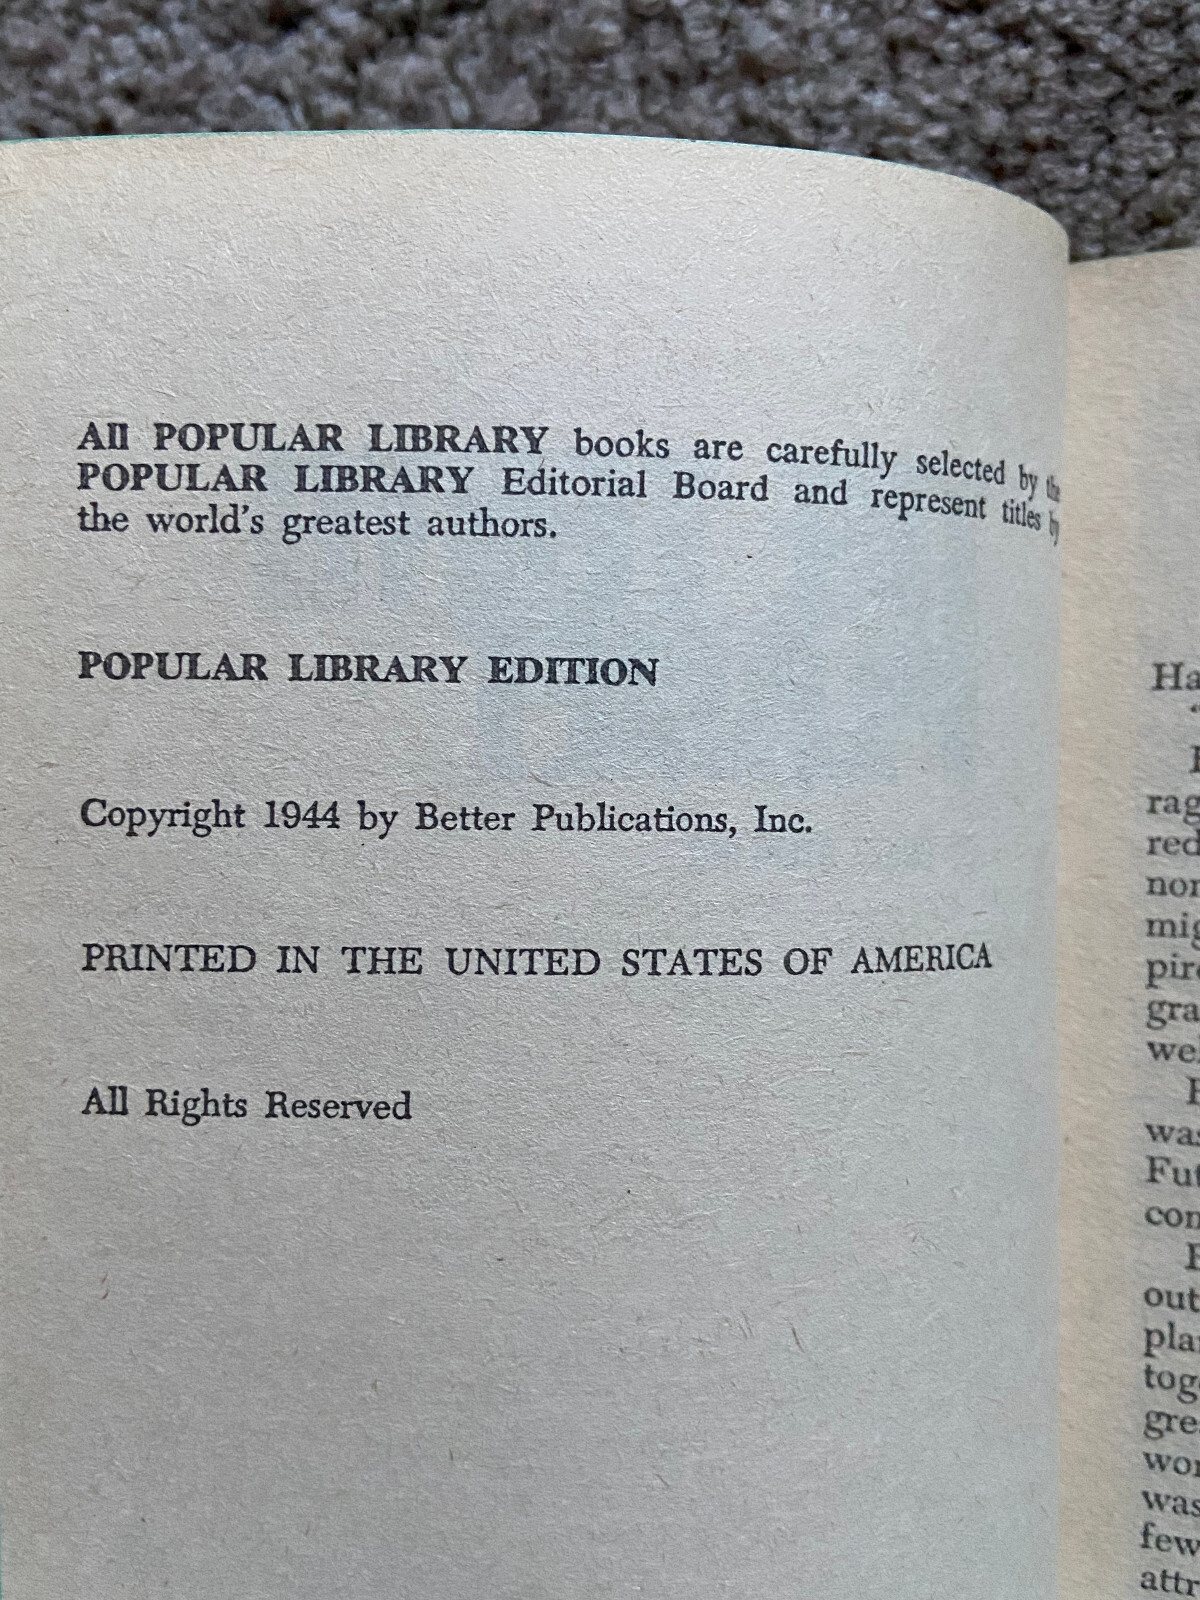 All POPULAR LIBRARY books are carefully selected by the
POPULAR LIBRARY Editorial Board and represent titles by
the world's greatest authors.
POPULAR LIBRARY EDITION
Copyright 1944 by Better Publications, Inc.
PRINTED IN THE UNITED STATES OF AMERICA
All Rights Reserved